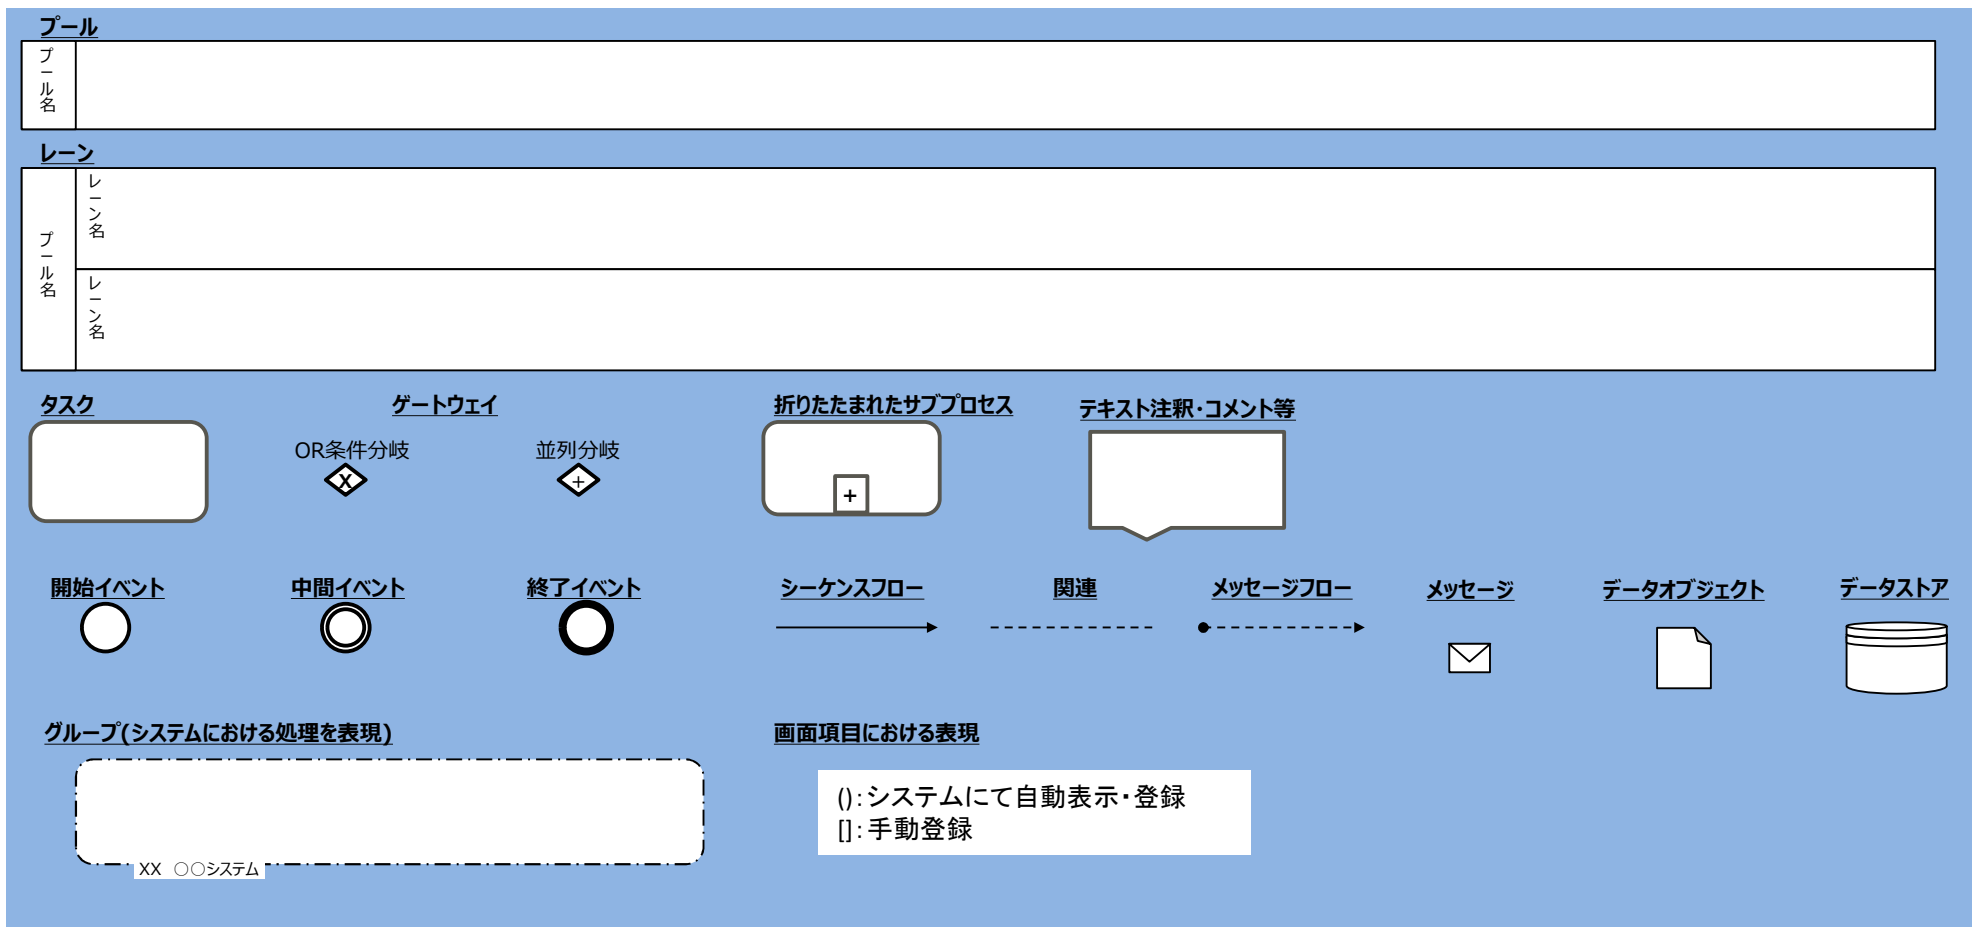 プール
プール名
レーン
プール名
レーン名
レーン名
タスク
ゲートウェイ
折りたたまれたサブプロセス
テキスト注釈・コメント等
OR条件分岐
並列分岐
X
+
+
開始イベント
中間イベント
終了イベント
シーケンスフロー
関連
メッセージフロー
メッセージ
データオブジェクト
データストア
グループ(システムにおける処理を表現)
画面項目における表現
():システムにて自動表示・登録
[]:手動登録
XX　○○システム